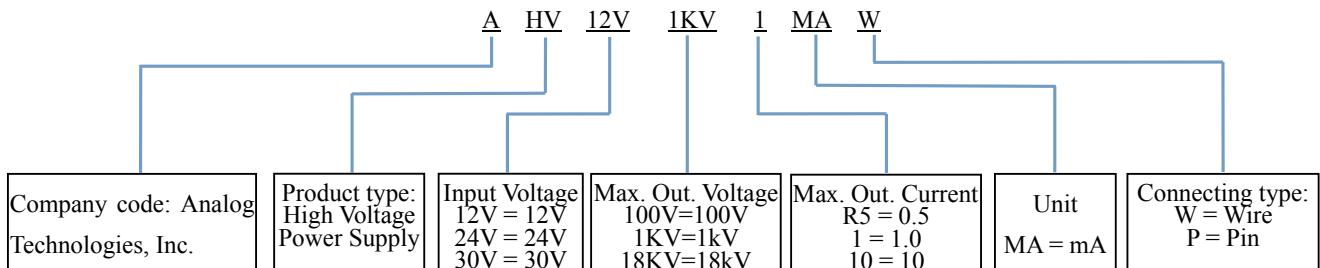 A HV 12V 1KV 1 MA W
Company code: Analog
Technologies, Inc.
Product type:
High Voltage
Power Supply
Input Voltage
12V = 12V
24V = 24V
30V = 30V
Max. Out. Voltage
100V=100V
1KV=1kV
18KV=18kV
Max. Out. Current
R5 = 0.5
1 = 1.0
10 = 10
Unit
MA = mA
Connecting type:
W = Wire
P = Pin